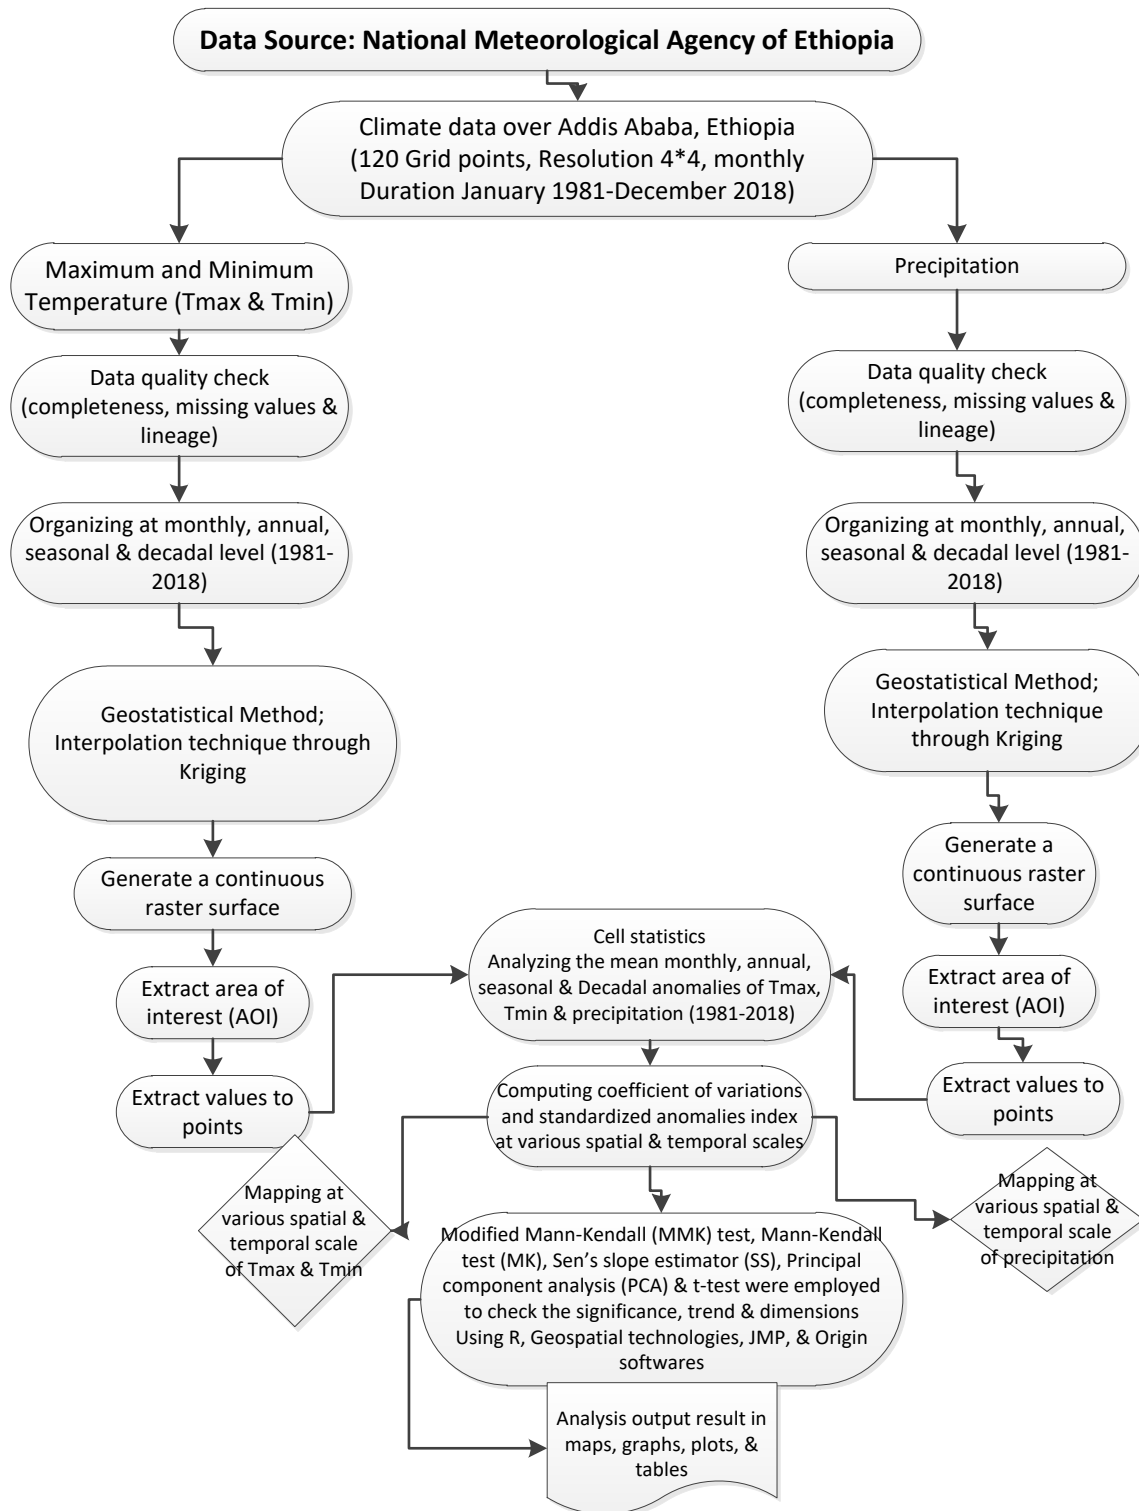 Data Source: National Meteorological Agency of Ethiopia
Climate data over Addis Ababa, Ethiopia
(120 Grid points, Resolution 4*4, monthly
Duration January 1981-December 2018)
Maximum and Minimum
Temperature (Tmax & Tmin)
Data quality check
(completeness, missing values &
lineage)
Organizing at monthly, annual,
seasonal & decadal level (1981-
2018)
Geostatistical Method;
Interpolation technique through
Kriging
Generate a continuous
raster surface
Extract area of
interest (AOI)
Extract values to
points
Precipitation
Data quality check
(completeness, missing values &
lineage)
Organizing at monthly, annual,
seasonal & decadal level (1981-
2018)
Geostatistical Method;
Interpolation technique
through Kriging
Generate a
continuous raster
surface
Extract area of
interest (AOI)
Extract values to
points
Cell statistics
Analyzing the mean monthly, annual,
seasonal & Decadal anomalies of Tmax,
Tmin & precipitation (1981-2018)
Computing coefficient of variations
and standardized anomalies index
at various spatial & temporal scales
Mapping at
various spatial &
temporal scale
of Tmax & Tmin
Mapping at
various spatial &
temporal scale
of precipitation
Modified Mann-Kendall (MMK) test, Mann-Kendall
test (MK), Sen's slope estimator (SS), Principal
component analysis (PCA) & t-test were employed
to check the significance, trend & dimensions
Using R, Geospatial technologies, JMP, & Origin
softwares
Analysis output result in
maps, graphs, plots, &
tables